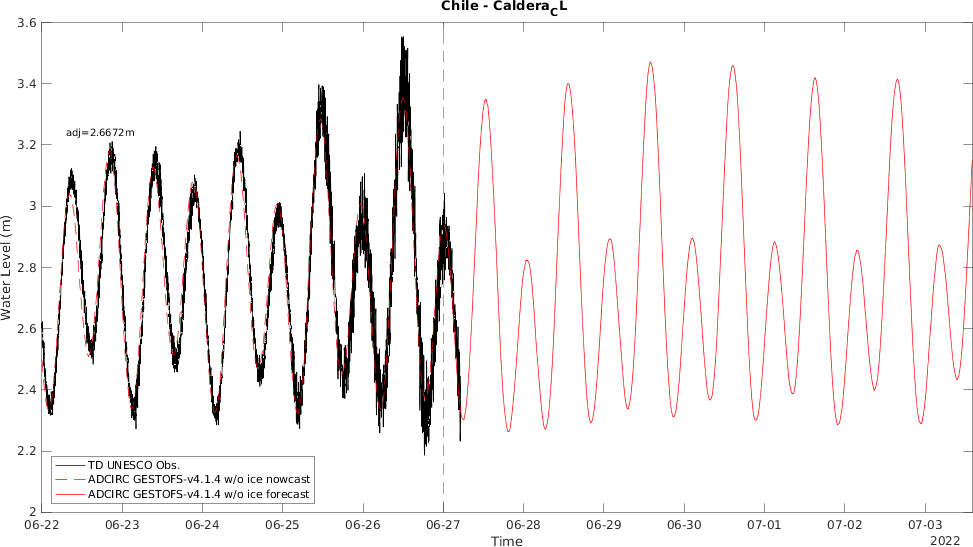 Chile - Caldera_CL
3.6
3.4
adj=2.6672m
3.2
3
2.8
Water Level (m)
2.6
2.4
2.2
TD UNESCO Obs.
ADCIRC GESTOFS-v4.1.4 w/o ice nowcast
ADCIRC GESTOFS-v4.1.4 w/o ice forecast
2
06-22 06-23 06-24 06-25 06-26 06-27 06-28 06-29 06-30 07-01 07-02 07-03
Time
2022